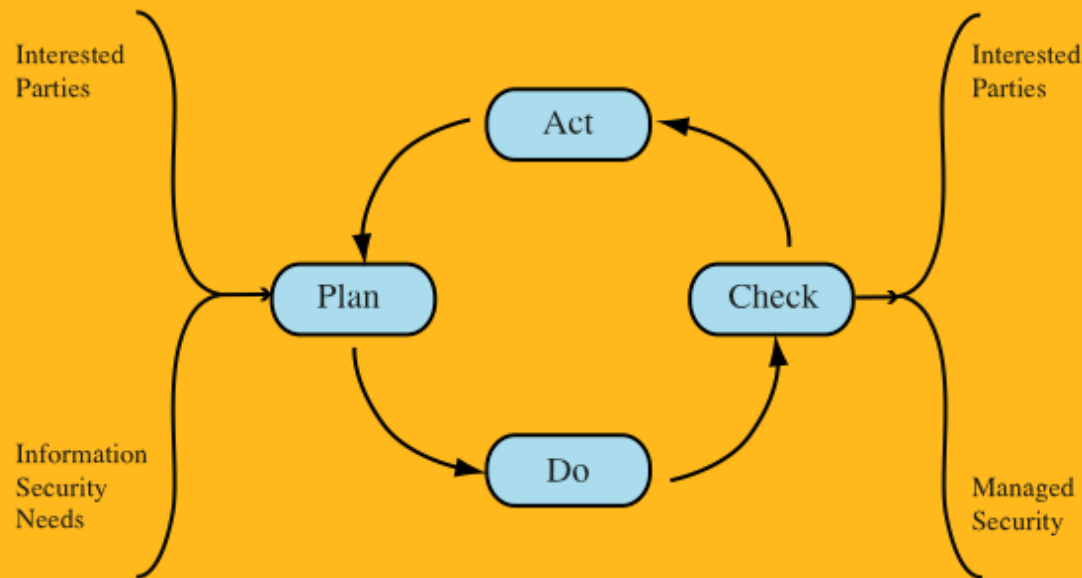 Interested
Parties
Interested
Parties
Act
Plan
Check
Do
Information
Security
Needs
Managed
Security